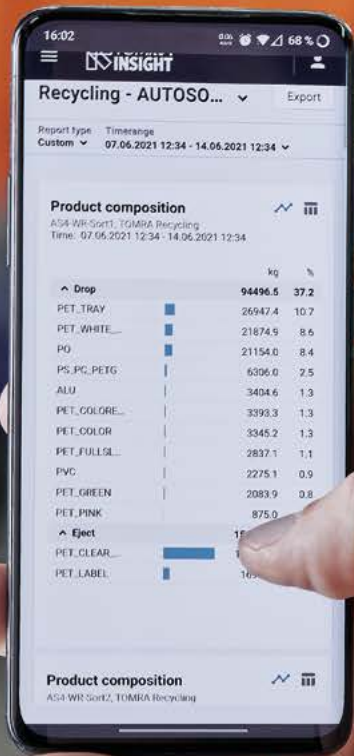 16:02 68%
INSIGHT
Recycling - AUTOSO... Export
Report type Timerange
Custom 07.06.2021 12:34 - 14.06.2021 12:34
Product composition
AS4-WR-Sort1, TOMRA Recycling
Time: 07.06.2021 12:34 - 14.06.2021 12:34
kg %
Drop 94496.5 37.2
PET_TRAY 26947.4 10.7
PET_WHITE_... 21874.9 8.6
PO 21154.0 8.4
PS_PC_PETG 6306.0 2.5
ALU 3404.6 1.3
PET_COLORE... 3393.3 1.3
PET_COLOR 3345.2 1.3
PET_FULLSL... 2837.1 1.1
PVC 2275.1 0.9
PET_GREEN 2083.9 0.8
PET_PINK 875.0
Eject
PET_CLEAR_...
PET_LABEL
Product composition
AS4-WR-Sort2, TOMRA Recycling